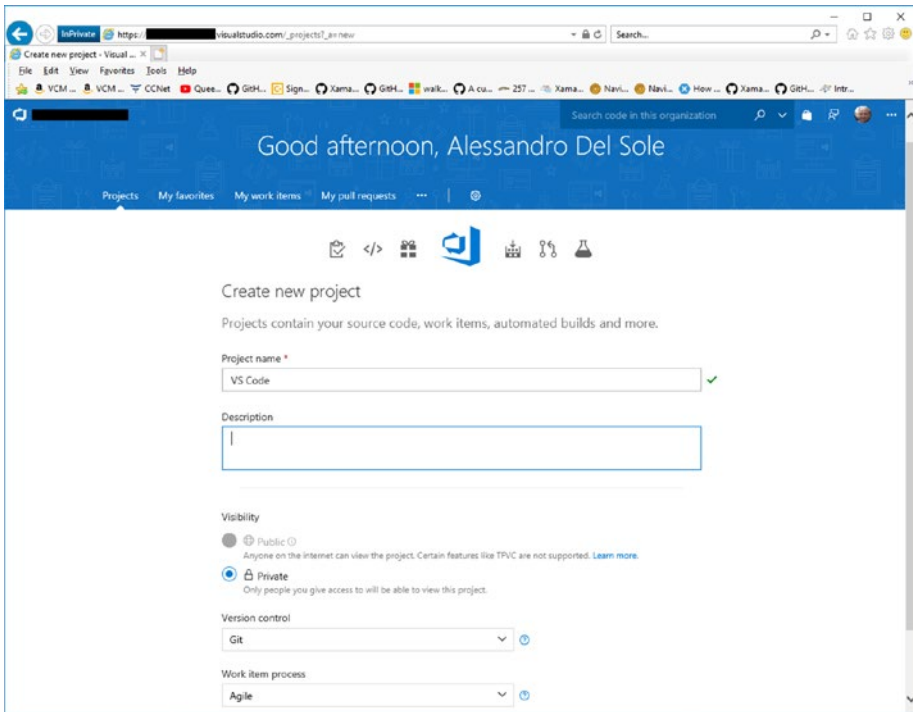 InPrivate https:// visualstudio.com/_projects?_a=new Search...
Create new project - Visual ...
File Edit View Favorites Tools Help
VCM ... VCM ... CCNet Quee... GitH... Sign... Xama... GitH... walk... A cu... 257 ... Xama... Navi... Navi... How ... Xama... GitH... Intr...
Search code in this organization
Good afternoon, Alessandro Del Sole
Projects My favorites My work items My pull requests ...
Create new project
Projects contain your source code, work items, automated builds and more.
Project name *
VS Code
Description
Visibility
Public
Anyone on the internet can view the project. Certain features like TPVC are not supported. Learn more.
Private
Only people you give access to will be able to view this project.
Version control
Git
Work item process
Agile